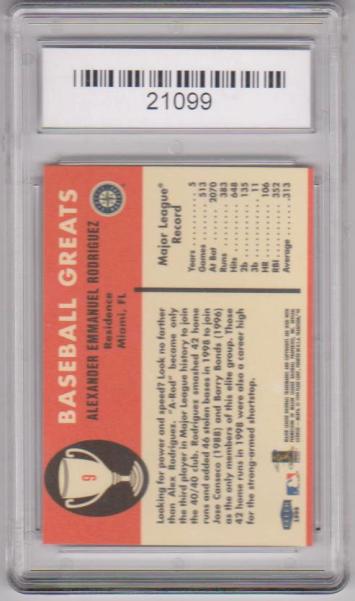 21099
BASEBALL GREATS
ALEXANDER EMMANUEL RODRIGUEZ
Residence
Miami, FL
9
Major League®
Record
Years ..... 5
Games ..... 513
At Bat ..... 2070
Runs ..... 383
Hits ..... 648
2b ..... 135
3b ..... 11
HR ..... 106
RBI ..... 352
Average ..... .313
Looking for power and speed? Look no farther
than Alex Rodriguez. "A-Rod" became only
the third player in Major League history to join
the 40/40 club. Rodriguez smashed 42 home
runs and added 46 stolen bases in 1998 to join
Jose Canseco (1988) and Barry Bonds (1996)
as the only members of this elite group. Those
42 home runs in 1998 were also a career high
for the strong-armed shortstop.